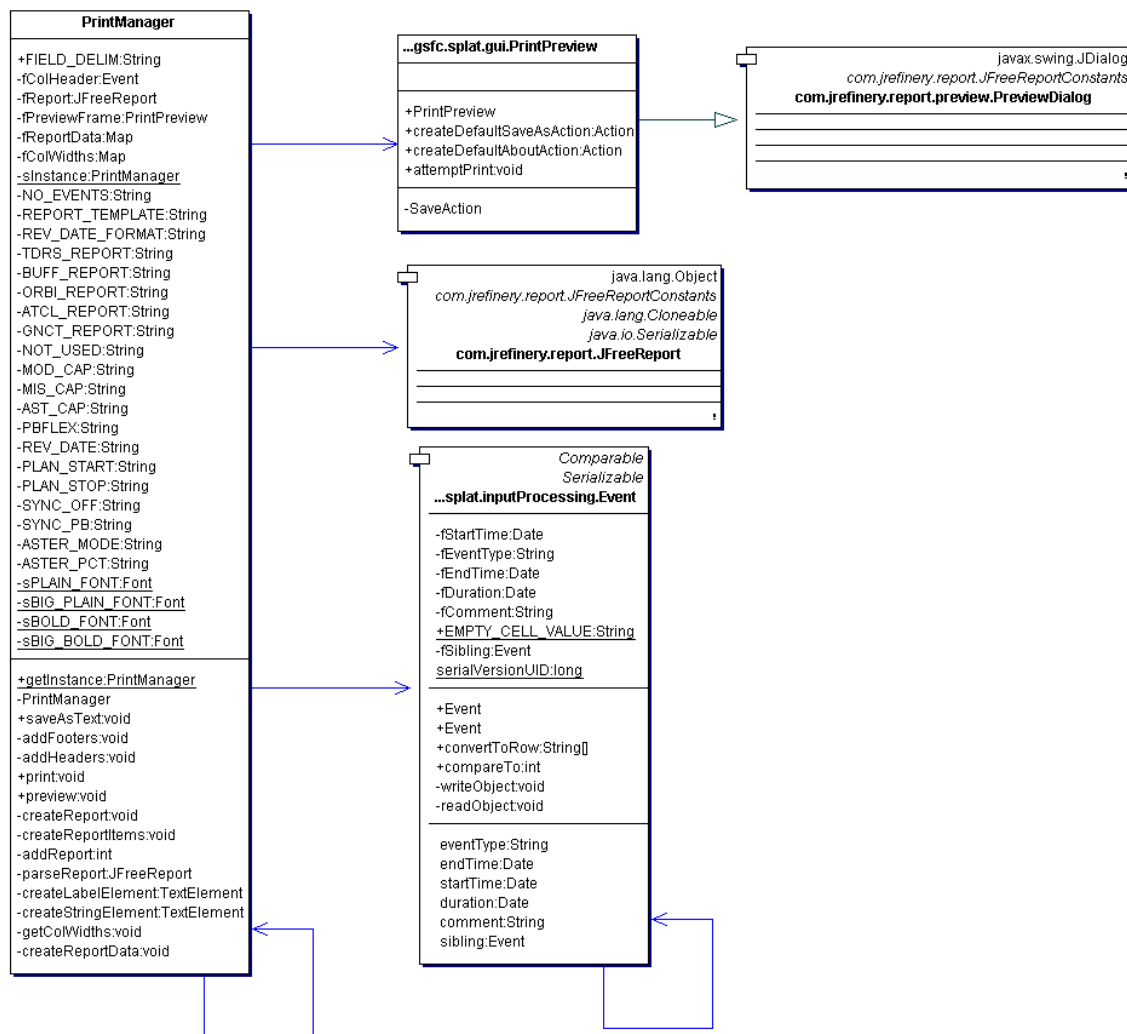 PrintManager
+FIELD_DELIM:String
-fColHeader:Event
-fReport:JFreeReport
-fPreviewFrame:PrintPreview
-fReportData:Map
-fColWidths:Map
-sInstance:PrintManager
-NO_EVENTS:String
-REPORT_TEMPLATE:String
-REV_DATE_FORMAT:String
-TDRS_REPORT:String
-BUFF_REPORT:String
-ORBI_REPORT:String
-ATCL_REPORT:String
-GNCT_REPORT:String
-NOT_USED:String
-MOD_CAP:String
-MIS_CAP:String
-AST_CAP:String
-PBFLEX:String
-REV_DATE:String
-PLAN_START:String
-PLAN_STOP:String
-SYNC_OFF:String
-SYNC_PB:String
-ASTER_MODE:String
-ASTER_PCT:String
-sPLAIN_FONT:Font
-sBIG_PLAIN_FONT:Font
-sBOLD_FONT:Font
-sBIG_BOLD_FONT:Font
+getInstance:PrintManager
-PrintManager
+saveAsText:void
-addFooters:void
-addHeaders:void
+print:void
+preview:void
-createReport:void
-createReportItems:void
-addReport:int
-parseReport:JFreeReport
-createLabelElement:TextElement
-createStringElement:TextElement
-getColWidths:void
-createReportData:void
...gsfc.splat.gui.PrintPreview
+PrintPreview
+createDefaultSaveAsAction:Action
+createDefaultAboutAction:Action
+attemptPrint:void
-SaveAction
javax.swing.JDialog
com.jrefinery.report.JFreeReportConstants
com.jrefinery.report.preview.PreviewDialog
java.lang.Object
com.jrefinery.report.JFreeReportConstants
java.lang.Cloneable
java.io.Serializable
com.jrefinery.report.JFreeReport
Comparable
Serializable
...splat.inputProcessing.Event
-fStartTime:Date
-fEventType:String
-fEndTime:Date
-fDuration:Date
-fComment:String
+EMPTY_CELL_VALUE:String
-fSibling:Event
serialVersionUID:long
+Event
+Event
+convertToRow:String[]
+compareTo:int
-writeObject:void
-readObject:void
eventType:String
endTime:Date
startTime:Date
duration:Date
comment:String
sibling:Event